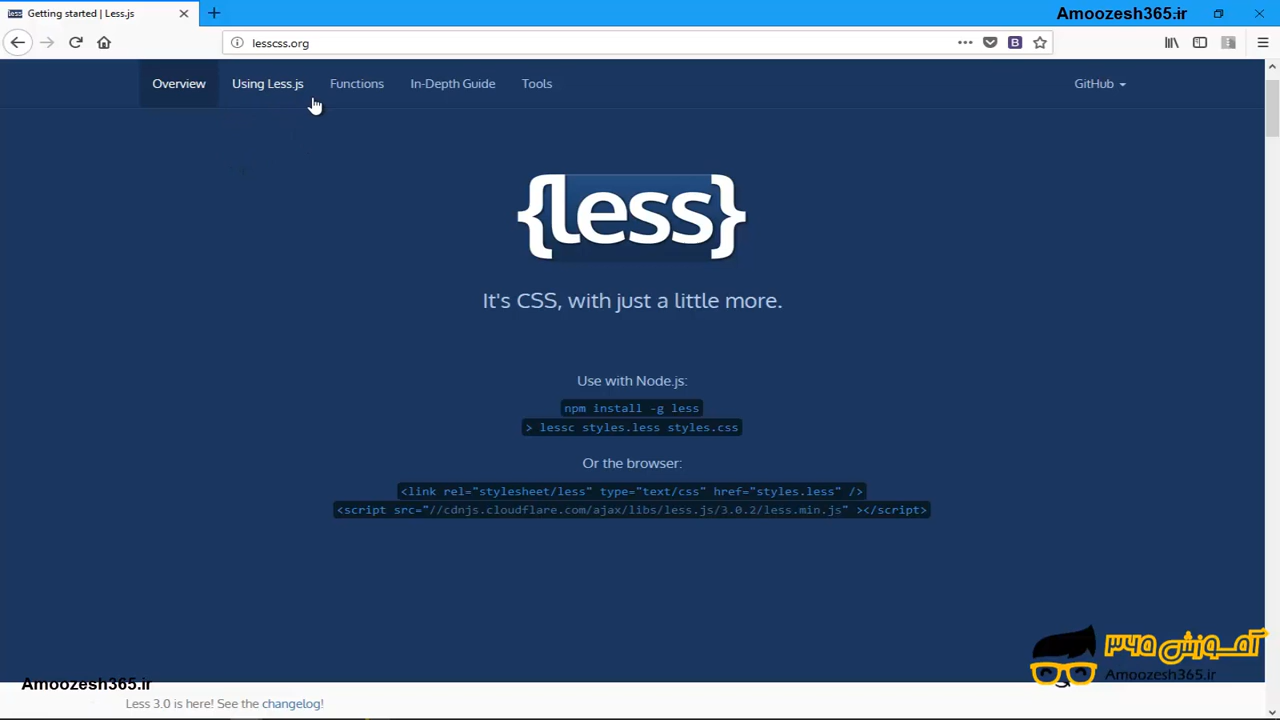 less Getting started | Less.js
Amoozesh365.ir
lesscss.org
Overview Using Less.js Functions In-Depth Guide Tools GitHub
{less}
It's CSS, with just a little more.
Use with Node.js:
npm install -g less
> lessc styles.less styles.css
Or the browser:
<link rel="stylesheet/less" type="text/css" href="styles.less" />
<script src="//cdnjs.cloudflare.com/ajax/libs/less.js/3.0.2/less.min.js" ></script>
آموزش ۳۶۵
Amoozesh365.ir
Amoozesh365.ir
Less 3.0 is here! See the changelog!